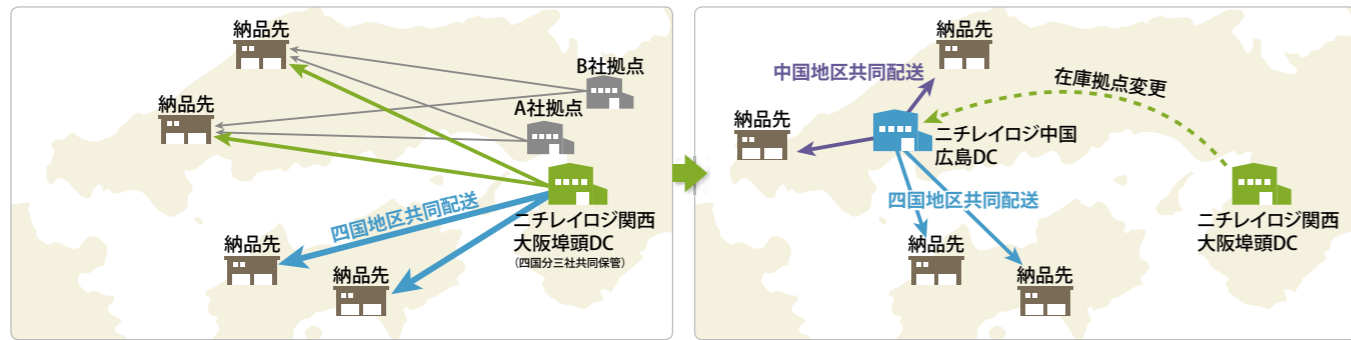 納品先
B社拠点
納品先
A社拠点
四国地区共同配送
ニチレイロジ関西
大阪埠頭DC
(四国分三社共同保管)
納品先
納品先
納品先
中国地区共同配送
在庫拠点変更
納品先
ニチレイロジ中国
広島DC
四国地区共同配送
ニチレイロジ関西
大阪埠頭DC
納品先
納品先